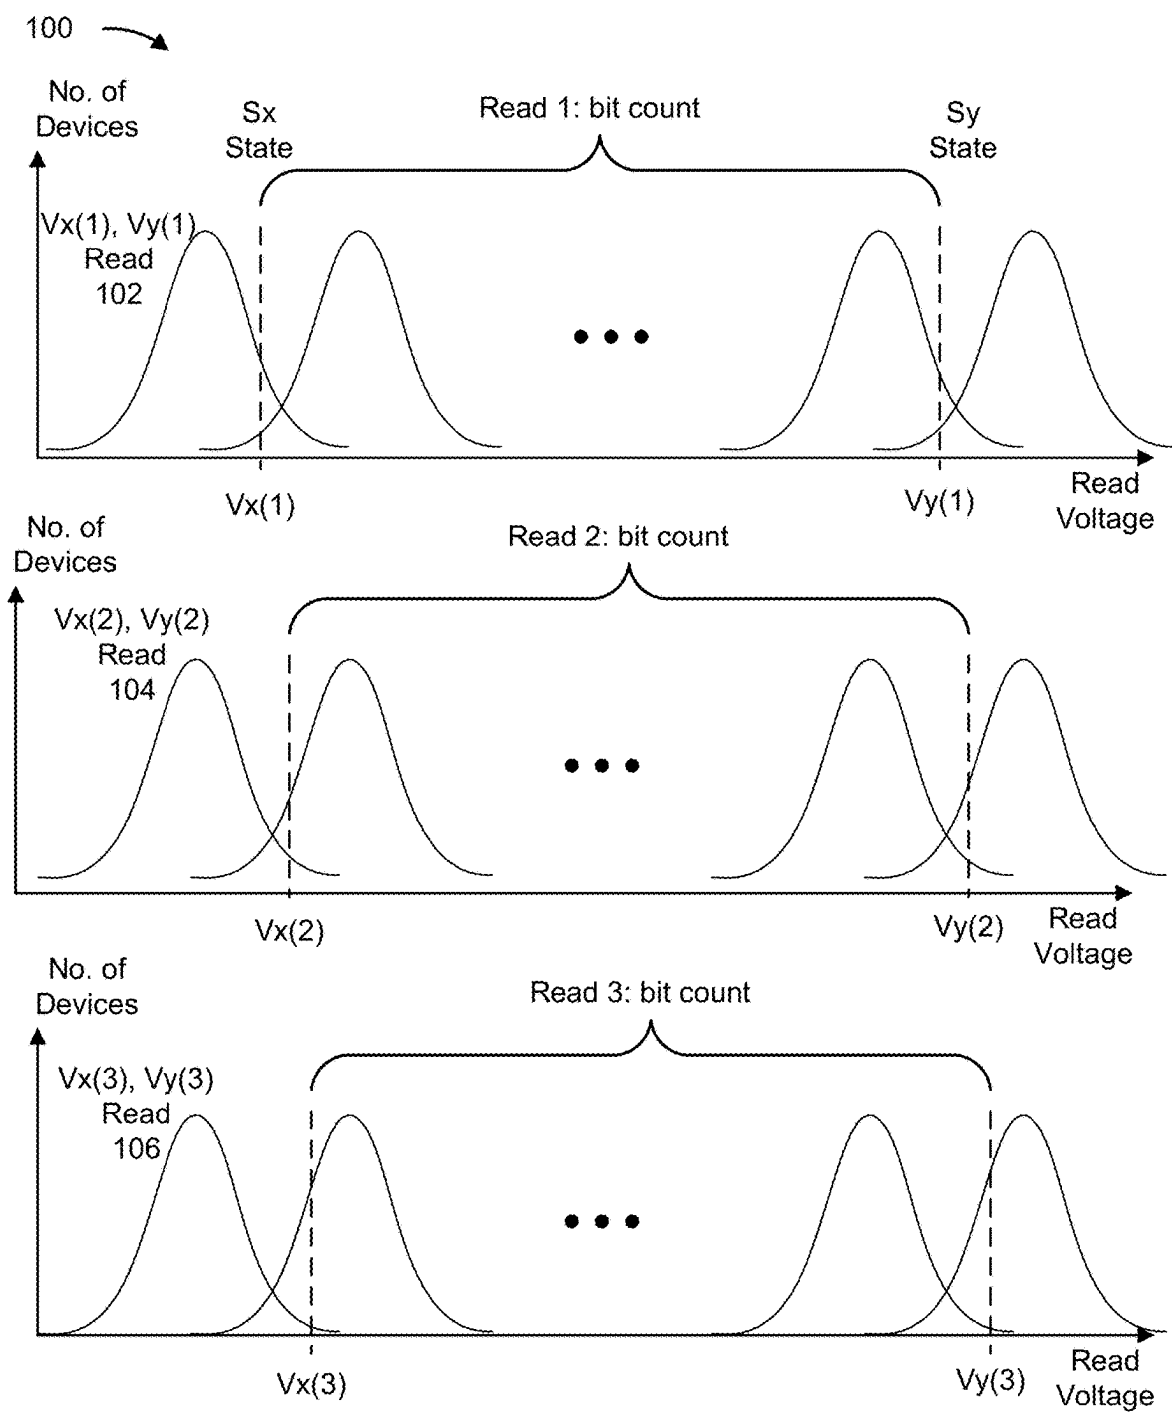 100
No. of
Devices
Sx
State
Read 1: bit count
Sy
State
Vx(1), Vy(1)
Read
102
Vx(1)
Vy(1)
Read
Voltage
No. of
Devices
Read 2: bit count
Vx(2), Vy(2)
Read
104
Vx(2)
Vy(2)
Read
Voltage
No. of
Devices
Read 3: bit count
Vx(3), Vy(3)
Read
106
Vx(3)
Vy(3)
Read
Voltage